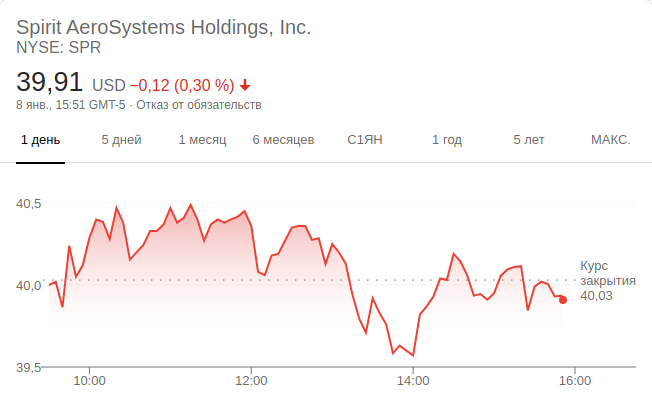 Spirit AeroSystems Holdings, Inc.
NYSE: SPR
39,91 USD −0,12 (0,30 %)
8 янв., 15:51 GMT-5 · Отказ от обязательств
1 день 5 дней 1 месяц 6 месяцев С1ЯН 1 год 5 лет МАКС.
40,5
40,0
39,5
Курс
закрытия
40,03
10:00 12:00 14:00 16:00